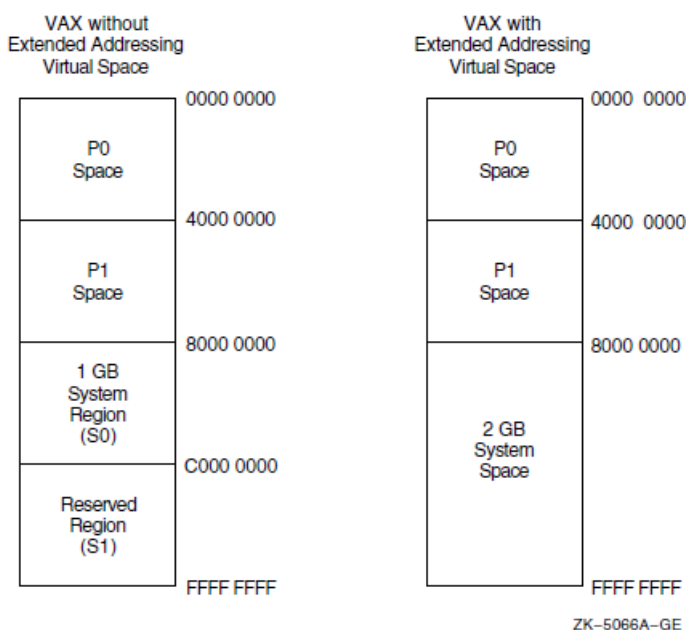 VAX without
Extended Addressing
Virtual Space
0000 0000
P0
Space
4000 0000
P1
Space
8000 0000
1 GB
System
Region
(S0)
C000 0000
Reserved
Region
(S1)
FFFF FFFF
VAX with
Extended Addressing
Virtual Space
0000 0000
P0
Space
4000 0000
P1
Space
8000 0000
2 GB
System
Space
FFFF FFFF
ZK–5066A–GE